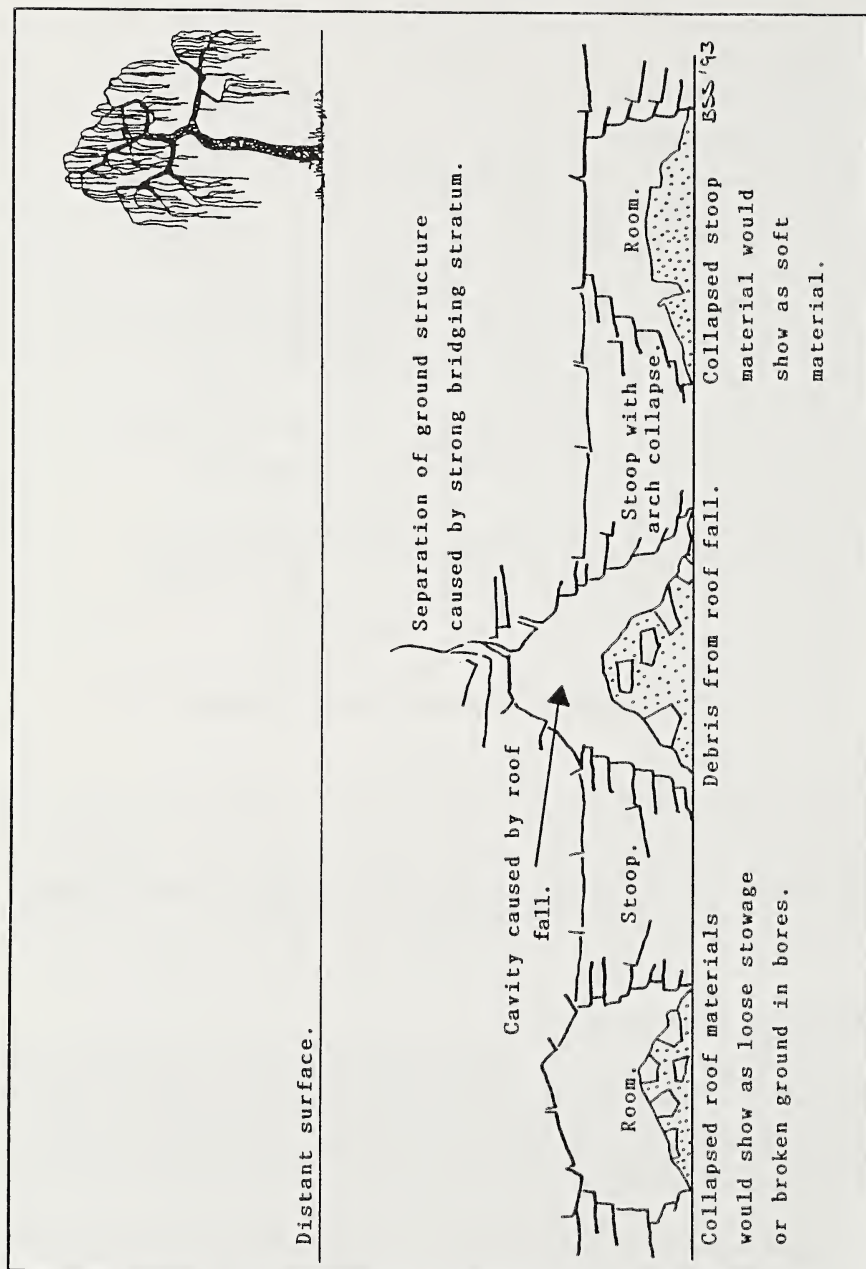 Distant surface.
Separation of ground structure
caused by strong bridging stratum.
Cavity caused by roof
fall.
Room.
Stoop.
Stoop with
arch collapse.
Room.
Collapsed roof materials
would show as loose stowage
or broken ground in bores.
Debris from roof fall.
Collapsed stoop
material would
show as soft
material.
BSS '93